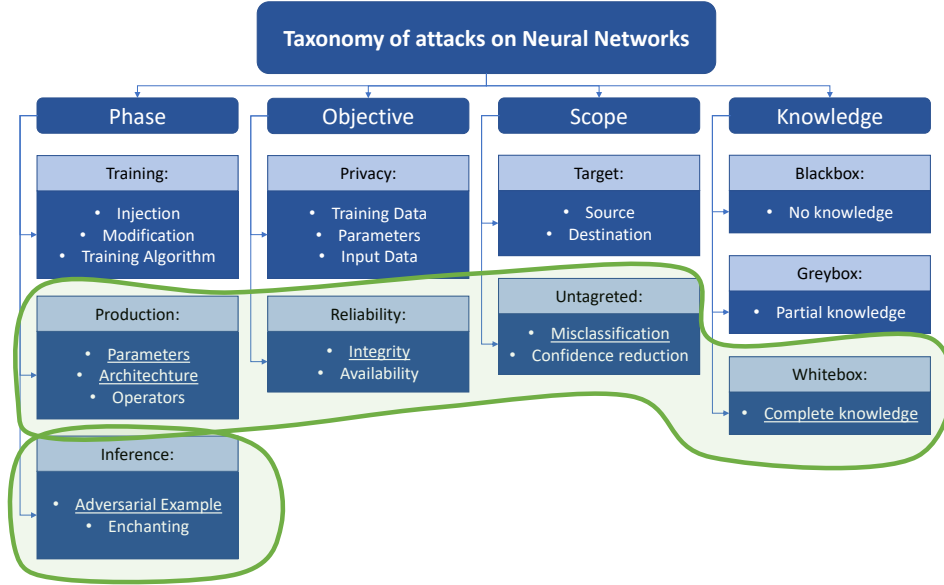 Taxonomy of attacks on Neural Networks
Phase
Training:
• Injection
• Modification
• Training Algorithm
Production:
• Parameters
• Architechture
• Operators
Inference:
• Adversarial Example
• Enchanting
Objective
Privacy:
• Training Data
• Parameters
• Input Data
Reliability:
• Integrity
• Availability
Scope
Target:
• Source
• Destination
Untagreted:
• Misclassification
• Confidence reduction
Knowledge
Blackbox:
• No knowledge
Greybox:
• Partial knowledge
Whitebox:
• Complete knowledge